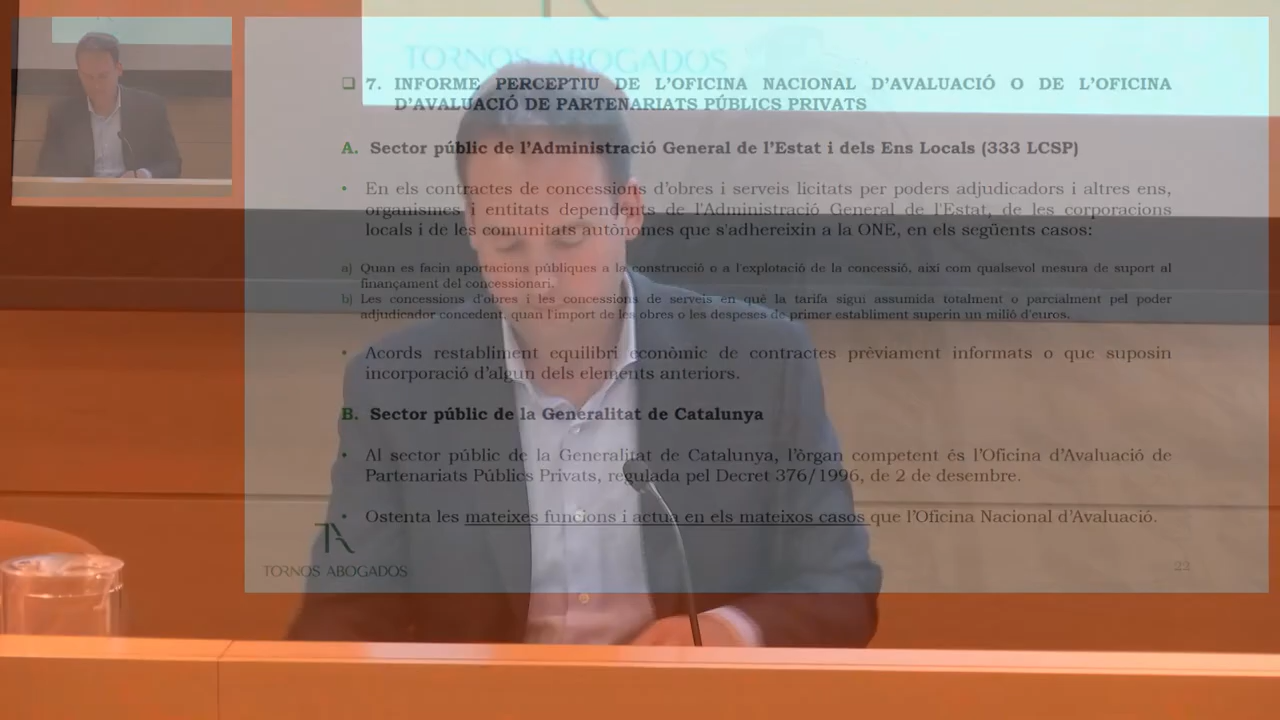 TORNOS ABOGADOS
❑ 7. INFORME PERCEPTIU DE L'OFICINA NACIONAL D'AVALUACIÓ O DE L'OFICINA
D'AVALUACIÓ DE PARTENARIATS PÚBLICS PRIVATS
A. Sector públic de l'Administració General de l'Estat i dels Ens Locals (333 LCSP)
• En els contractes de concessions d'obres i serveis licitats per poders adjudicadors i altres ens,
organismes i entitats dependents de l'Administració General de l'Estat, de les corporacions
locals i de les comunitats autònomes que s'adhereixin a la ONE, en els següents casos:
a) Quan es facin aportacions públiques a la construcció o a l'explotació de la concessió, així com qualsevol mesura de suport al
finançament del concessionari.
b) Les concessions d'obres i les concessions de serveis en què la tarifa sigui assumida totalment o parcialment pel poder
adjudicador concedent, quan l'import de les obres o les despeses de primer establiment superin un milió d'euros.
• Acords restabliment equilibri econòmic de contractes prèviament informats o que suposin
incorporació d'algun dels elements anteriors.
B. Sector públic de la Generalitat de Catalunya
• Al sector públic de la Generalitat de Catalunya, l'òrgan competent és l'Oficina d'Avaluació de
Partenariats Públics Privats, regulada pel Decret 376/1996, de 2 de desembre.
• Ostenta les mateixes funcions i actua en els mateixos casos que l'Oficina Nacional d'Avaluació.
TORNOS ABOGADOS
22